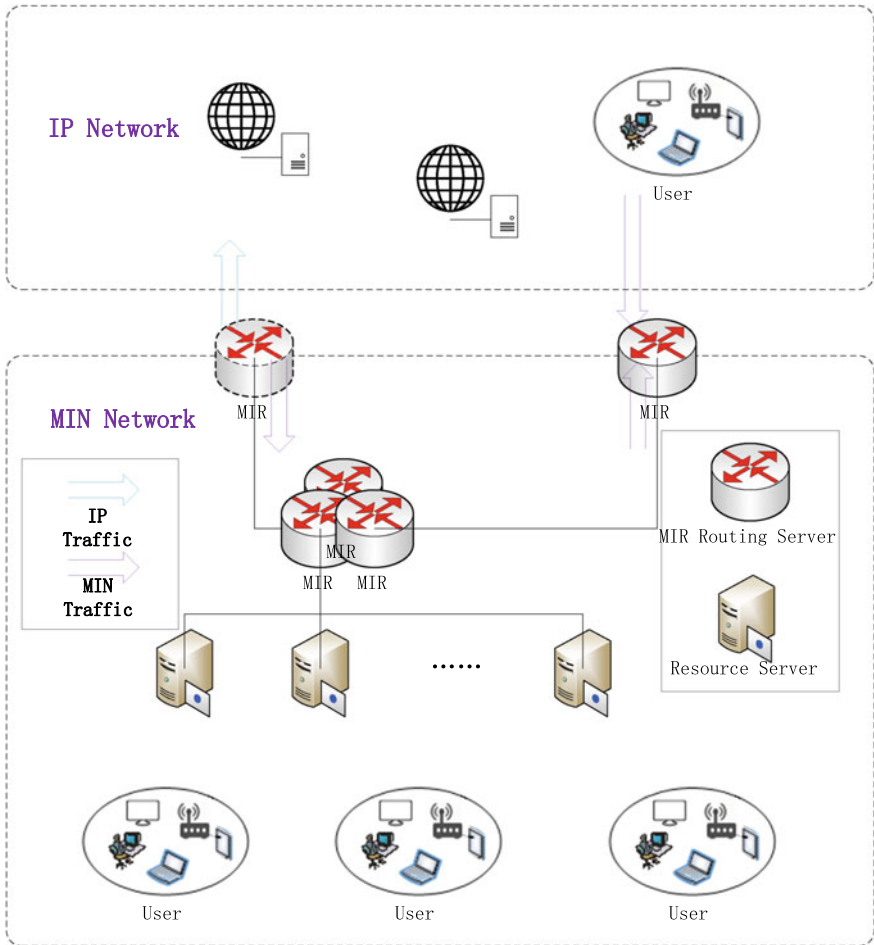 IP Network
User
MIR
MIR
MIN Network
IP
Traffic
MIN
Traffic
MIR
MIR
MIR
MIR Routing Server
Resource Server
......
User
User
User